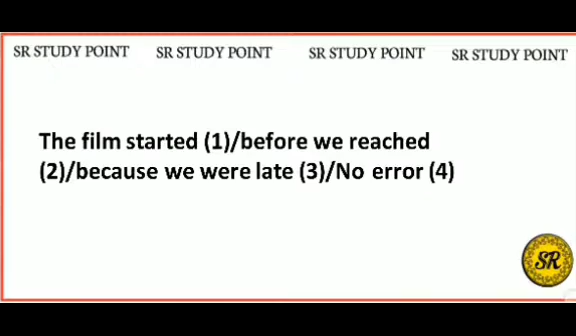 SR STUDY POINT SR STUDY POINT SR STUDY POINT SR STUDY POINT
The film started (1)/before we reached
(2)/because we were late (3)/No error (4)
SR